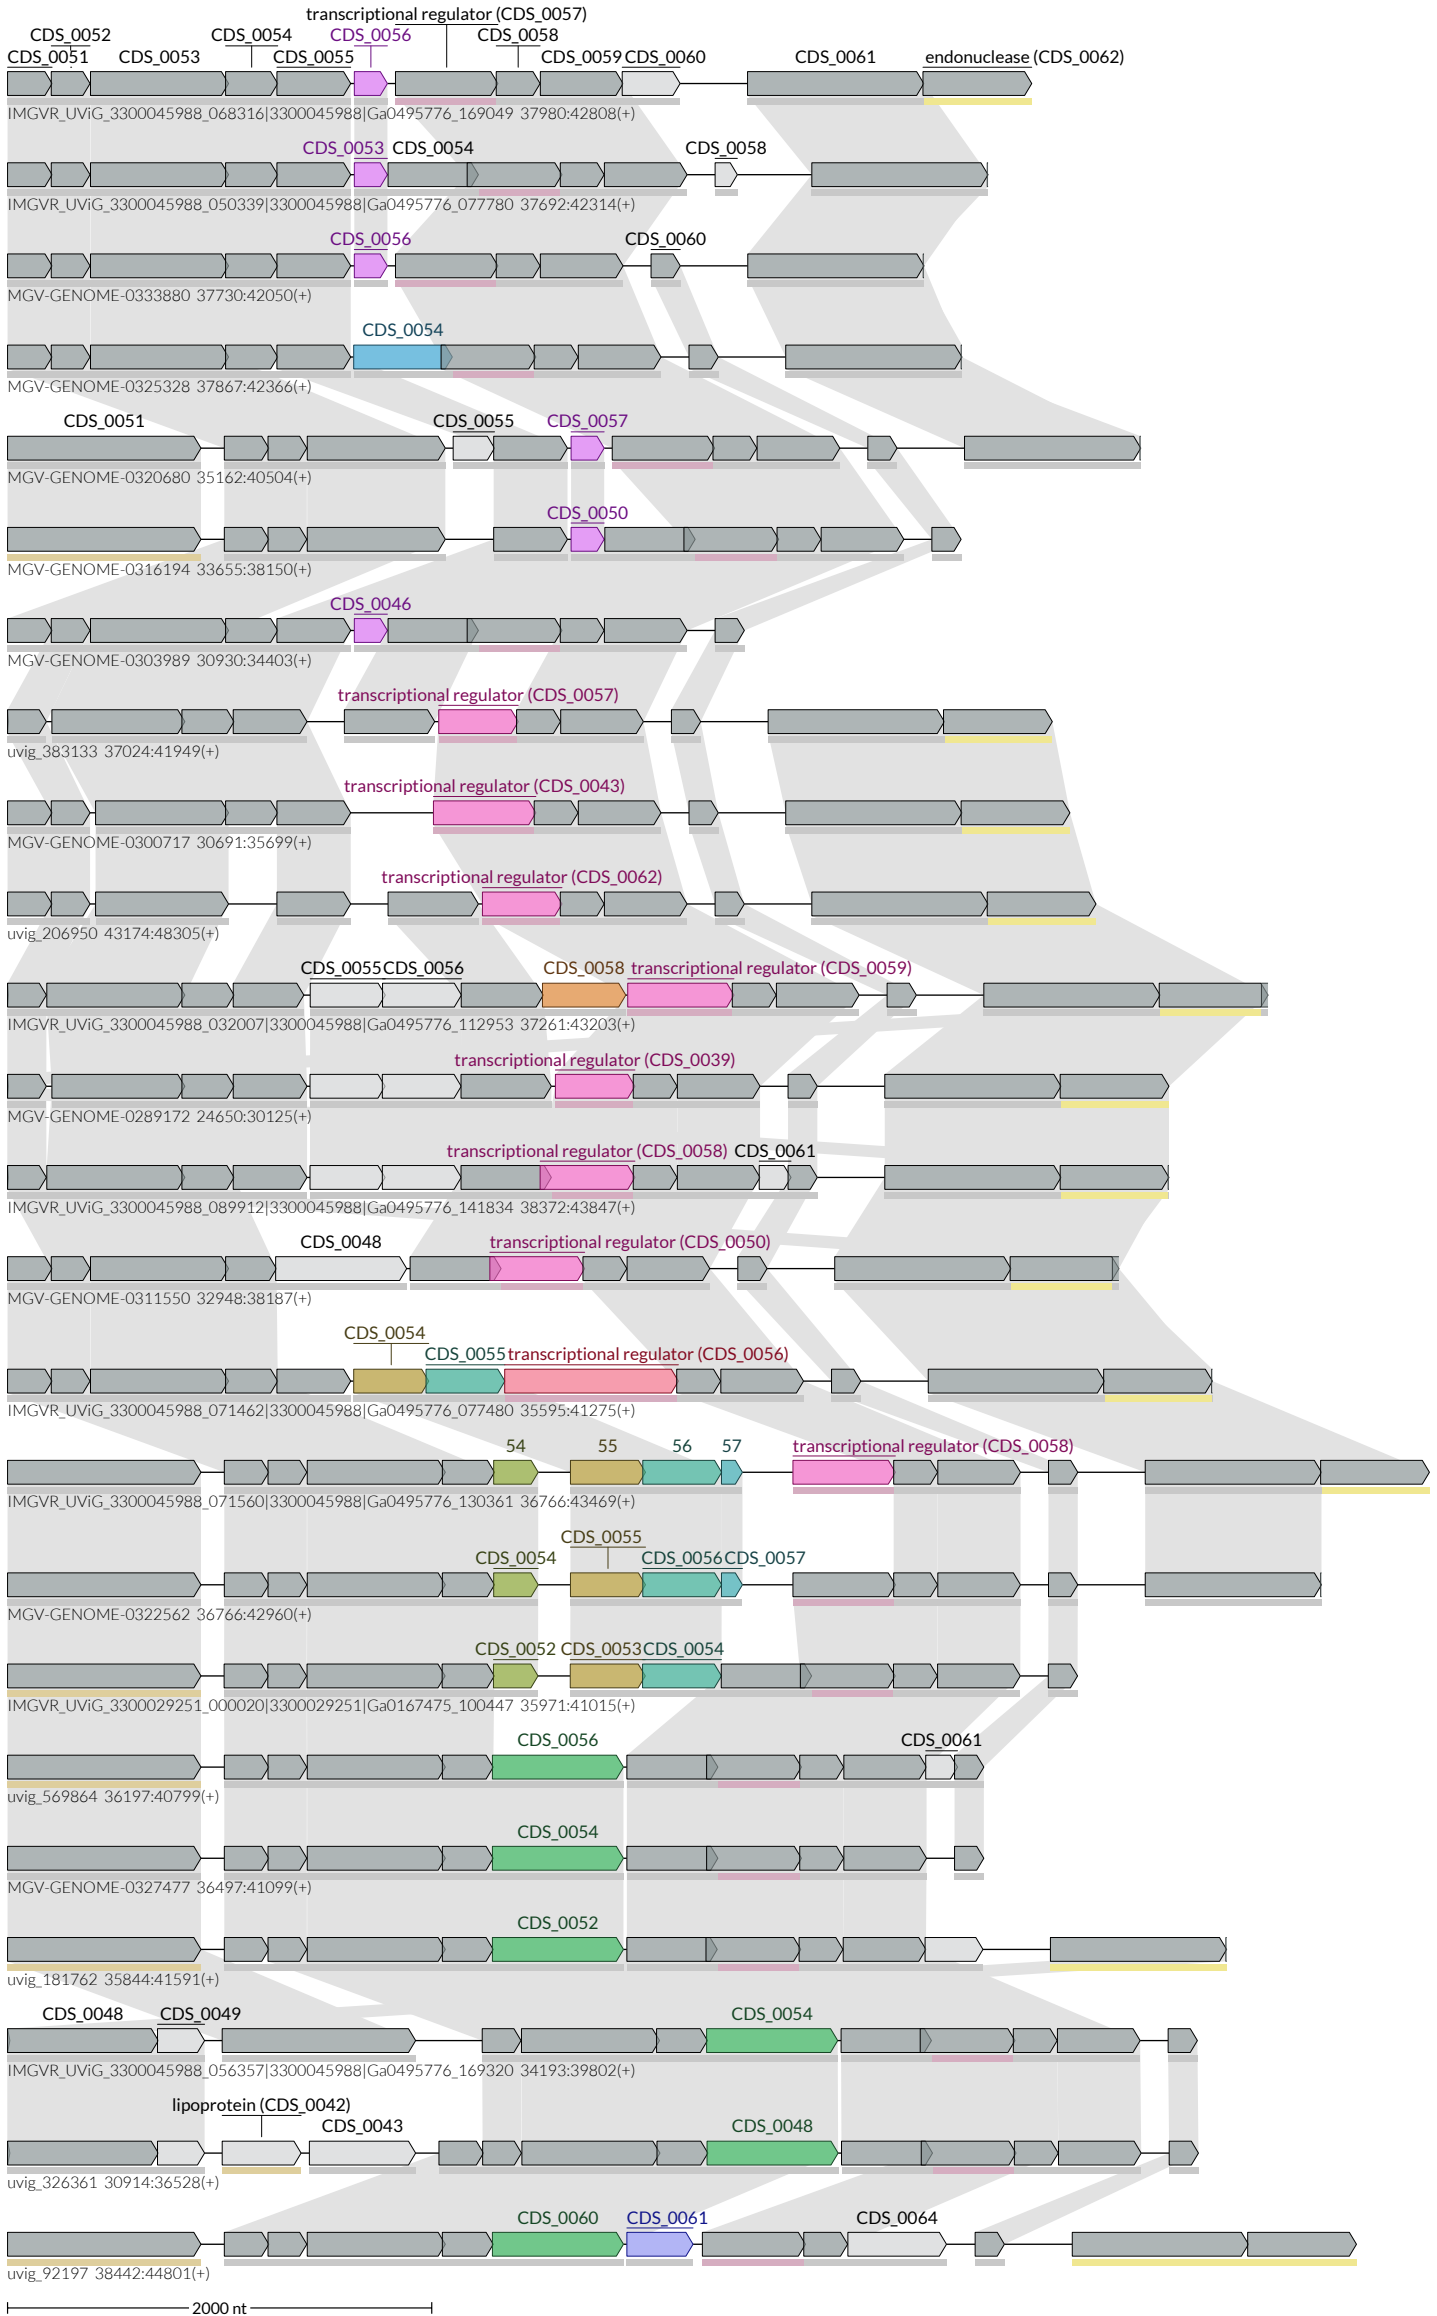 transcriptional regulator (CDS_0057)
CDS_0052 CDS_0054 CDS_0056 CDS_0058
CDS_0051 CDS_0053 CDS_0055 CDS_0059 CDS_0060 CDS_0061 endonuclease (CDS_0062)
IMGVR_UViG_3300045988_068316|3300045988|Ga0495776_169049 37980:42808(+)
CDS_0053 CDS_0054 CDS_0058
IMGVR_UViG_3300045988_050339|3300045988|Ga0495776_077780 37692:42314(+)
CDS_0056 CDS_0060
MGV-GENOME-0333880 37730:42050(+)
CDS_0054
MGV-GENOME-0325328 37867:42366(+)
CDS_0051 CDS_0055 CDS_0057
MGV-GENOME-0320680 35162:40504(+)
CDS_0050
MGV-GENOME-0316194 33655:38150(+)
CDS_0046
MGV-GENOME-0303989 30930:34403(+)
transcriptional regulator (CDS_0057)
uvig_383133 37024:41949(+)
transcriptional regulator (CDS_0043)
MGV-GENOME-0300717 30691:35699(+)
transcriptional regulator (CDS_0062)
uvig_206950 43174:48305(+)
CDS_0055 CDS_0056 CDS_0058 transcriptional regulator (CDS_0059)
IMGVR_UViG_3300045988_032007|3300045988|Ga0495776_112953 37261:43203(+)
transcriptional regulator (CDS_0039)
MGV-GENOME-0289172 24650:30125(+)
transcriptional regulator (CDS_0058) CDS_0061
IMGVR_UViG_3300045988_089912|3300045988|Ga0495776_141834 38372:43847(+)
CDS_0048 transcriptional regulator (CDS_0050)
MGV-GENOME-0311550 32948:38187(+)
CDS_0054
CDS_0055 transcriptional regulator (CDS_0056)
IMGVR_UViG_3300045988_071462|3300045988|Ga0495776_077480 35595:41275(+)
54 55 56 57 transcriptional regulator (CDS_0058)
IMGVR_UViG_3300045988_071560|3300045988|Ga0495776_130361 36766:43469(+)
CDS_0055
CDS_0054 CDS_0056 CDS_0057
MGV-GENOME-0322562 36766:42960(+)
CDS_0052 CDS_0053 CDS_0054
IMGVR_UViG_3300029251_000020|3300029251|Ga0167475_100447 35971:41015(+)
CDS_0056 CDS_0061
uvig_569864 36197:40799(+)
CDS_0054
MGV-GENOME-0327477 36497:41099(+)
CDS_0052
uvig_181762 35844:41591(+)
CDS_0048 CDS_0049 CDS_0054
IMGVR_UViG_3300045988_056357|3300045988|Ga0495776_169320 34193:39802(+)
lipoprotein (CDS_0042)
CDS_0043 CDS_0048
uvig_326361 30914:36528(+)
CDS_0060 CDS_0061 CDS_0064
uvig_92197 38442:44801(+)
2000 nt